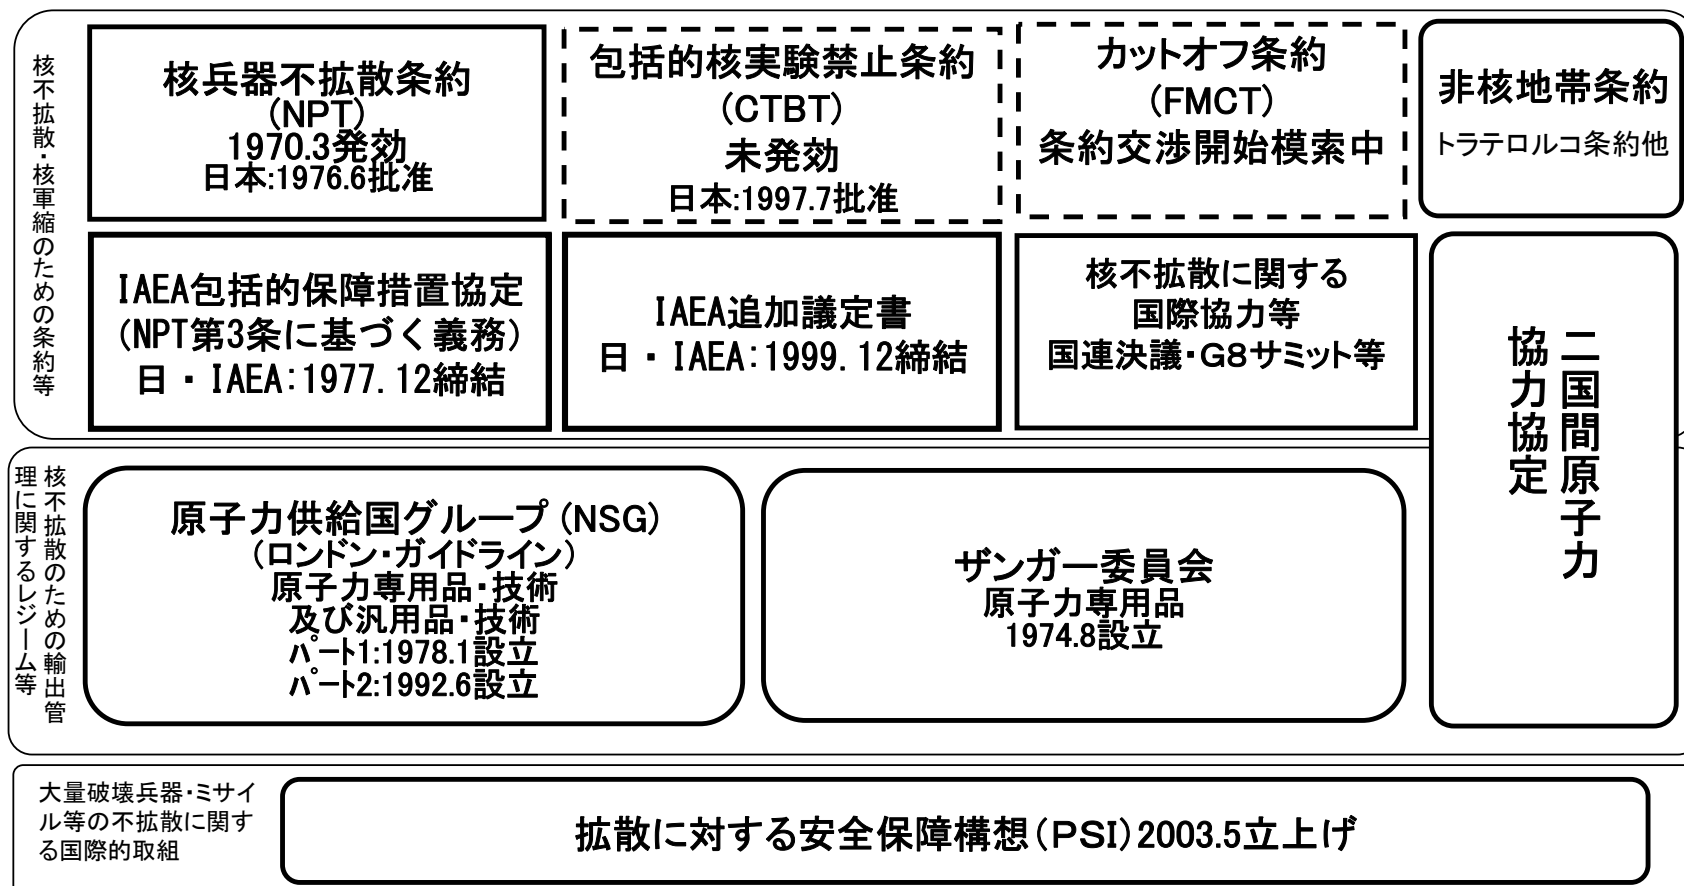 核不拡散・核軍縮のための条約等
核兵器不拡散条約
(NPT)
1970.3発効
日本:1976.6批准
包括的核実験禁止条約
(CTBT)
未発効
日本:1997.7批准
カットオフ条約
(FMCT)
条約交渉開始模索中
非核地帯条約
トラテロルコ条約他
IAEA包括的保障措置協定
(NPT第3条に基づく義務)
日・IAEA:1977.12締結
IAEA追加議定書
日・IAEA:1999.12締結
核不拡散に関する
国際協力等
国連決議・G8サミット等
二国間原子力
協力協定
核不拡散のための輸出管
理に関するレジーム等
原子力供給国グループ(NSG)
(ロンドン・ガイドライン)
原子力専用品・技術
及び汎用品・技術
パート1:1978.1設立
パート2:1992.6設立
ザンガー委員会
原子力専用品
1974.8設立
大量破壊兵器・ミサイ
ル等の不拡散に関す
る国際的取組
拡散に対する安全保障構想(PSI)2003.5立上げ